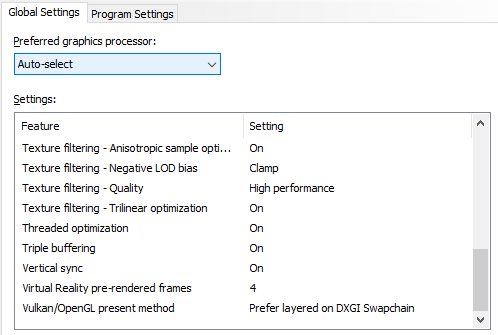 Global Settings Program Settings
Preferred graphics processor:
Auto-select
Settings:
Feature Setting
Texture filtering - Anisotropic sample opti... On
Texture filtering - Negative LOD bias Clamp
Texture filtering - Quality High performance
Texture filtering - Trilinear optimization On
Threaded optimization On
Triple buffering On
Vertical sync On
Virtual Reality pre-rendered frames 4
Vulkan/OpenGL present method Prefer layered on DXGI Swapchain